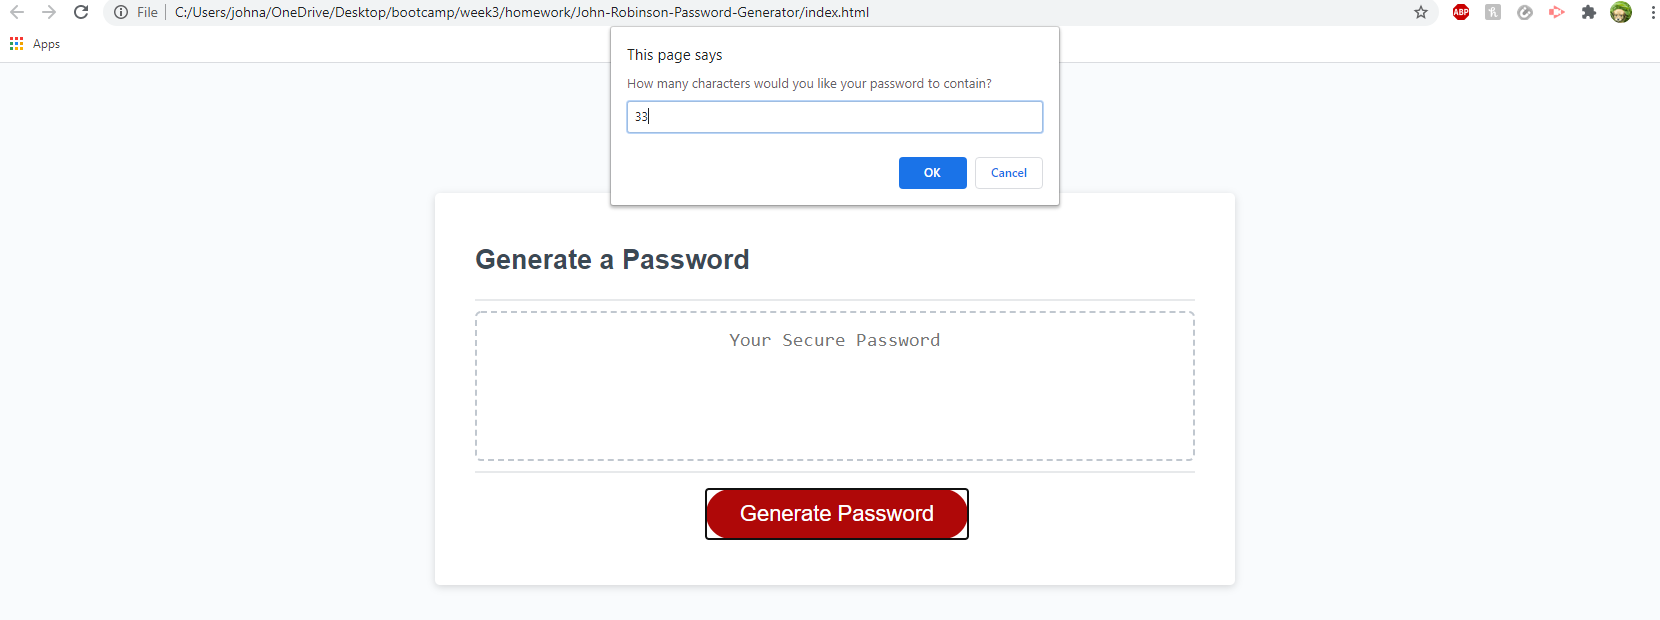 File C:/Users/johna/OneDrive/Desktop/bootcamp/week3/homework/John-Robinson-Password-Generator/index.html ABP
Apps
This page says
How many characters would you like your password to contain?
33
OK Cancel
Generate a Password
Your Secure Password
Generate Password